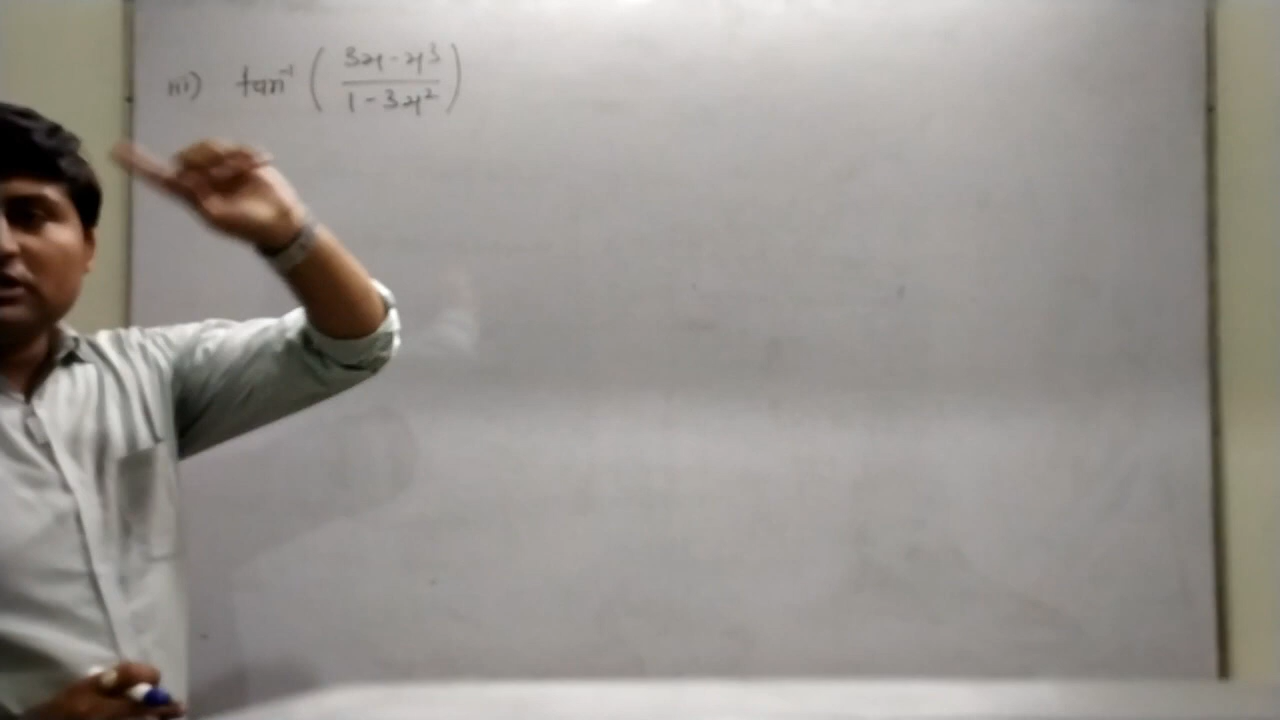 iii) tan⁻¹ ( (3x - x³) / (1 - 3x²) )